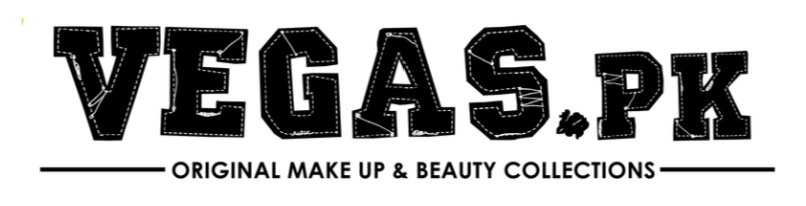 VEGAS.PK
ORIGINAL MAKE UP & BEAUTY COLLECTIONS